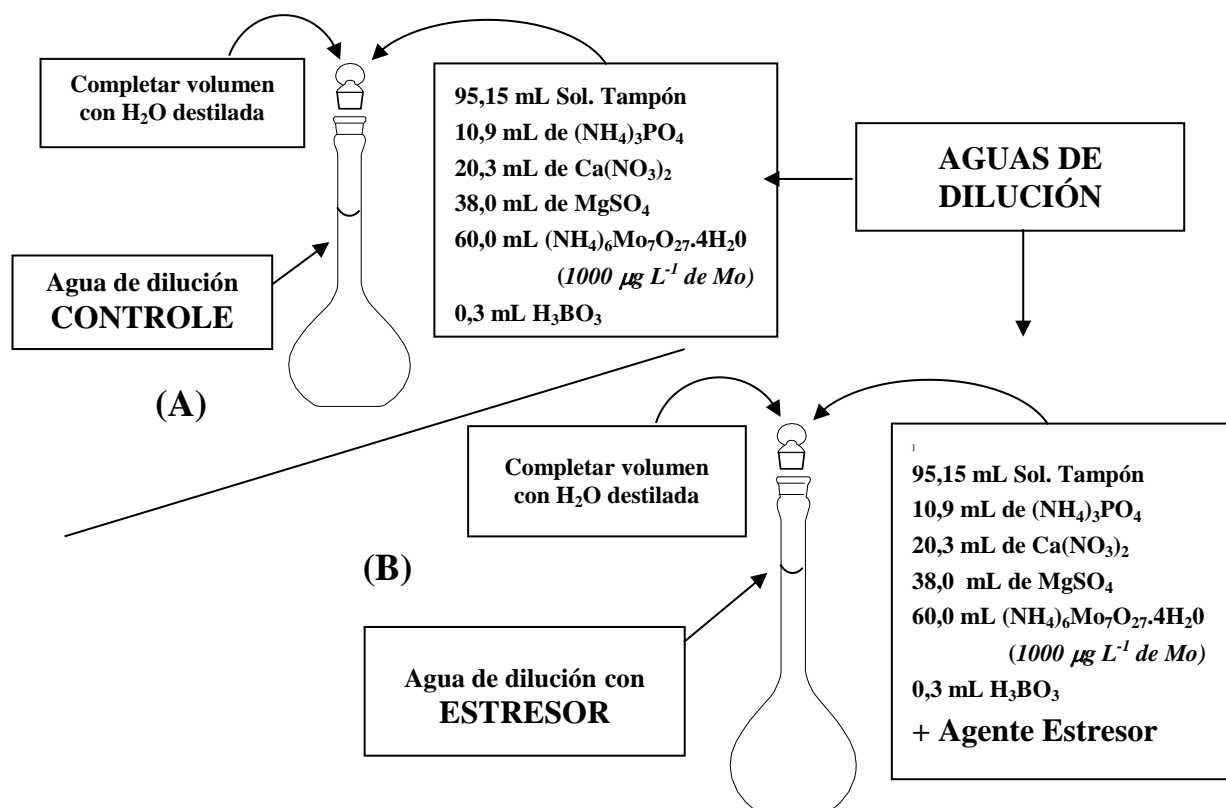 Completar volumen
con H₂O destilada
95,15 mL Sol. Tampón
10,9 mL de (NH₄)₃PO₄
20,3 mL de Ca(NO₃)₂
38,0 mL de MgSO₄
60,0 mL (NH₄)₆Mo₇O₂₇.4H₂0
(1000 µg L⁻¹ de Mo)
0,3 mL H₃BO₃
AGUAS DE
DILUCIÓN
Agua de dilución
CONTROLE
(A)
Completar volumen
con H₂O destilada
95,15 mL Sol. Tampón
10,9 mL de (NH₄)₃PO₄
20,3 mL de Ca(NO₃)₂
38,0 mL de MgSO₄
60,0 mL (NH₄)₆Mo₇O₂₇.4H₂0
(1000 µg L⁻¹ de Mo)
0,3 mL H₃BO₃
+ Agente Estresor
(B)
Agua de dilución con
ESTRESOR